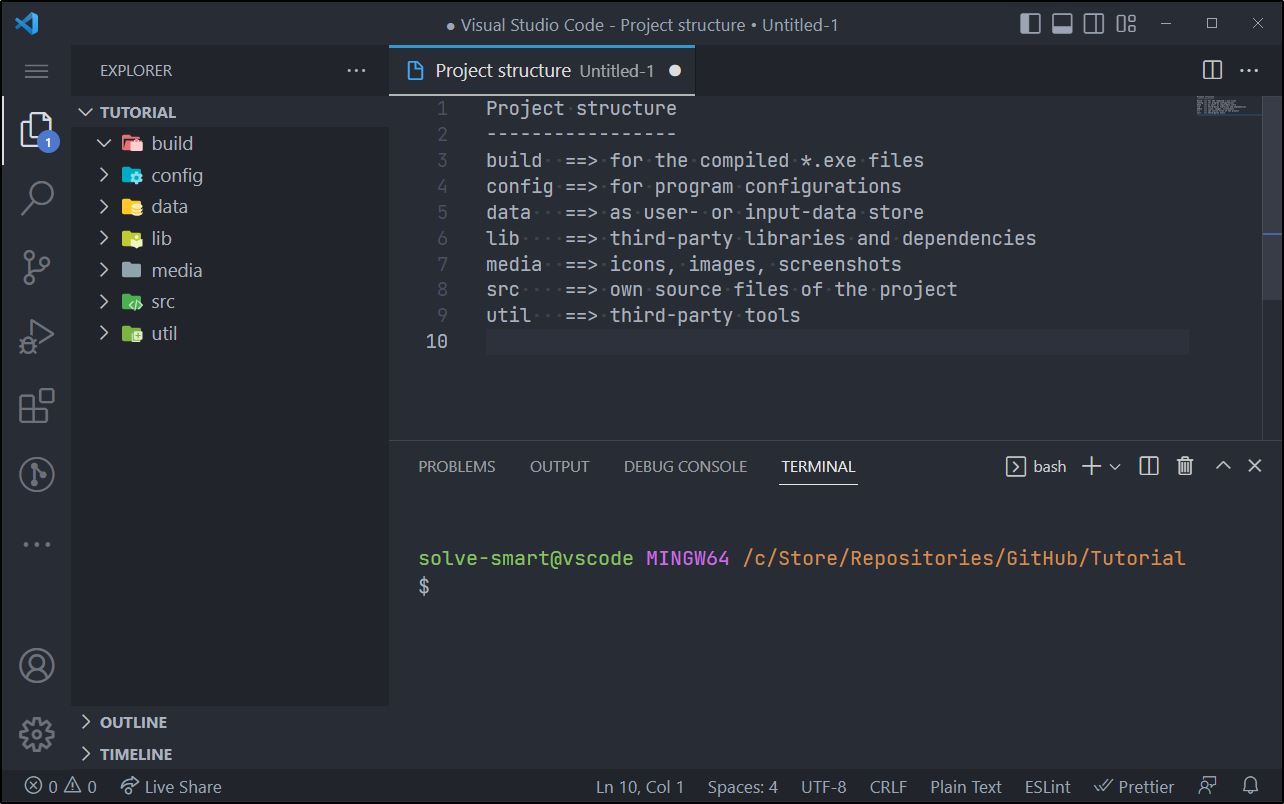 ● Visual Studio Code - Project structure • Untitled-1
EXPLORER
Project structure Untitled-1
TUTORIAL
build
config
data
lib
media
src
util
1
1 Project structure
2 -----------------
3 build  ==> for the compiled *.exe files
4 config ==> for program configurations
5 data   ==> as user- or input-data store
6 lib    ==> third-party libraries and dependencies
7 media  ==> icons, images, screenshots
8 src    ==> own source files of the project
9 util   ==> third-party tools
10
PROBLEMS OUTPUT DEBUG CONSOLE TERMINAL bash
solve-smart@vscode MINGW64 /c/Store/Repositories/GitHub/Tutorial
$
OUTLINE
TIMELINE
0 0 Live Share Ln 10, Col 1 Spaces: 4 UTF-8 CRLF Plain Text ESLint Prettier